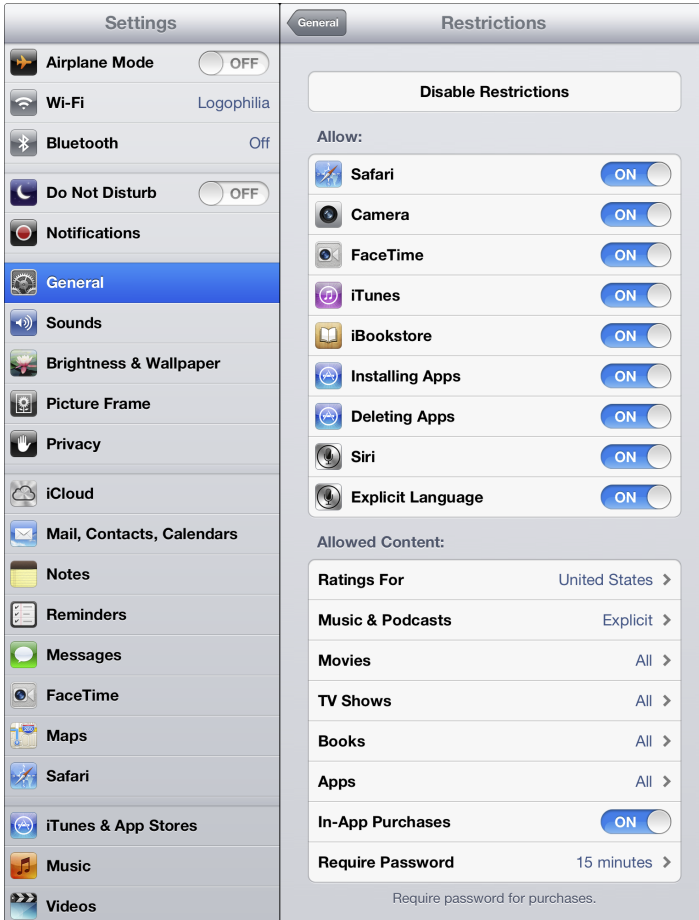 Settings
Airplane Mode OFF
Wi-Fi Logophilia
Bluetooth Off
Do Not Disturb OFF
Notifications
General
Sounds
Brightness & Wallpaper
Picture Frame
Privacy
iCloud
Mail, Contacts, Calendars
Notes
Reminders
Messages
FaceTime
Maps
Safari
iTunes & App Stores
Music
Videos
General
Restrictions
Disable Restrictions
Allow:
Safari ON
Camera ON
FaceTime ON
iTunes ON
iBookstore ON
Installing Apps ON
Deleting Apps ON
Siri ON
Explicit Language ON
Allowed Content:
Ratings For United States
Music & Podcasts Explicit
Movies All
TV Shows All
Books All
Apps All
In-App Purchases ON
Require Password 15 minutes
Require password for purchases.